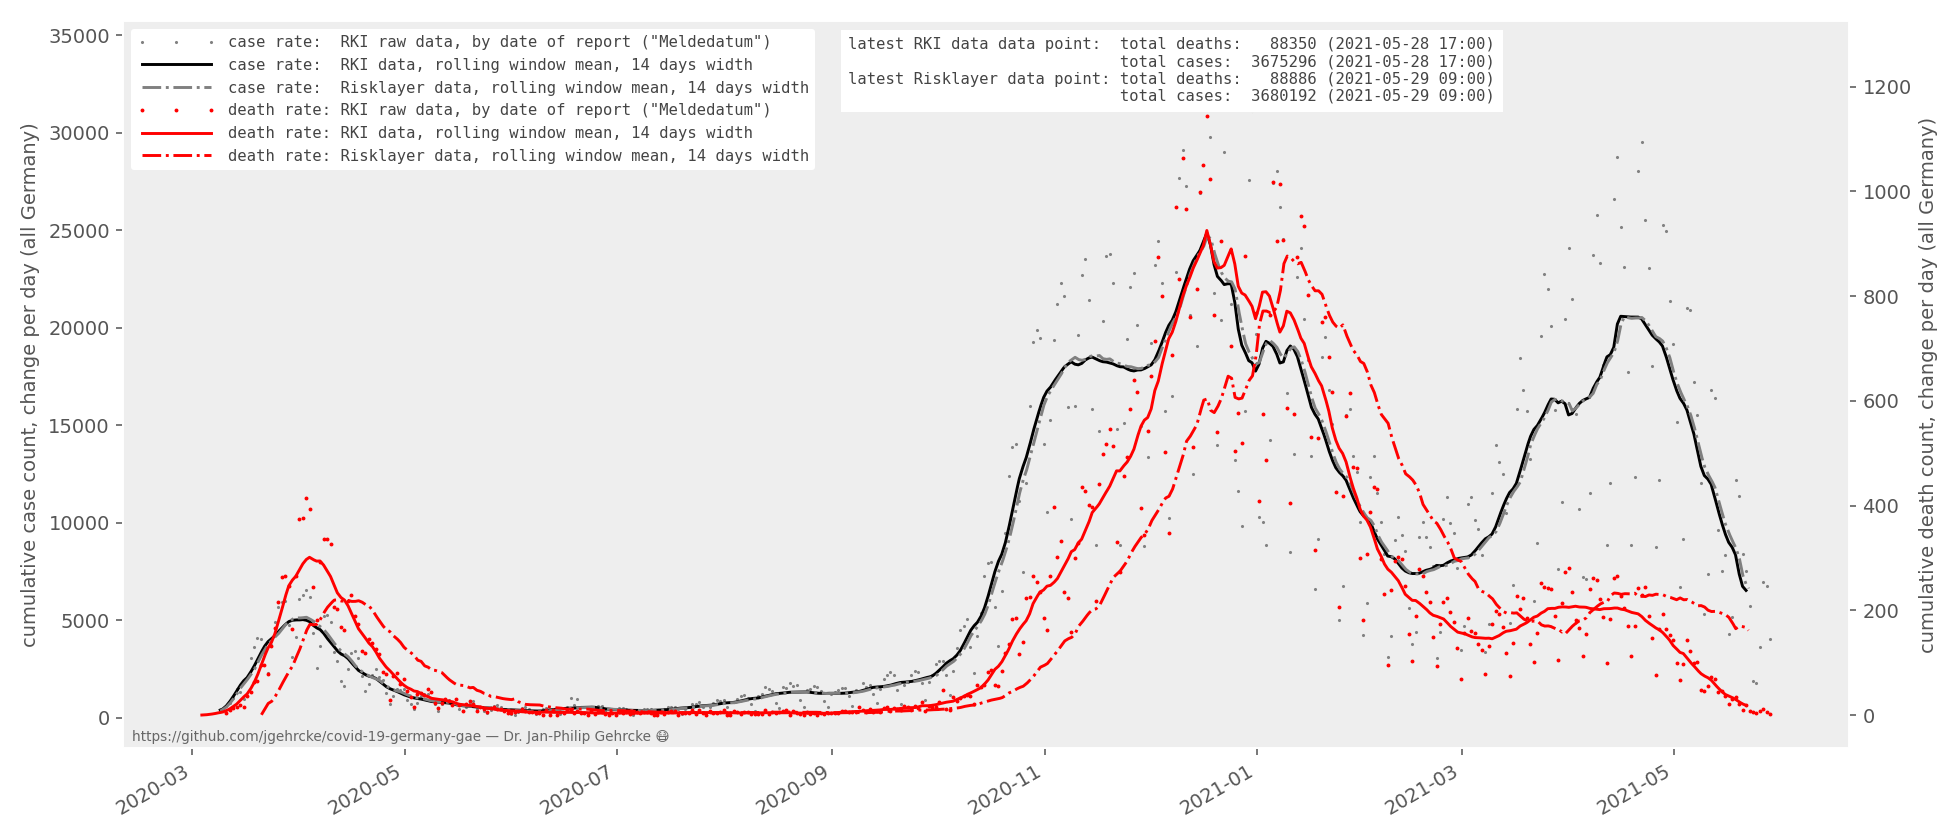 case rate:  RKI raw data, by date of report ("Meldedatum")
case rate:  RKI data, rolling window mean, 14 days width
case rate:  Risklayer data, rolling window mean, 14 days width
death rate: RKI raw data, by date of report ("Meldedatum")
death rate: RKI data, rolling window mean, 14 days width
death rate: Risklayer data, rolling window mean, 14 days width
latest RKI data data point:  total deaths:   88350 (2021-05-28 17:00)
total cases:  3675296 (2021-05-28 17:00)
latest Risklayer data point: total deaths:   88886 (2021-05-29 09:00)
total cases:  3680192 (2021-05-29 09:00)
cumulative case count, change per day (all Germany)
35000
30000
25000
20000
15000
10000
5000
0
cumulative death count, change per day (all Germany)
1200
1000
800
600
400
200
0
https://github.com/jgehrcke/covid-19-germany-gae — Dr. Jan-Philip Gehrcke 😷
2020-03
2020-05
2020-07
2020-09
2020-11
2021-01
2021-03
2021-05